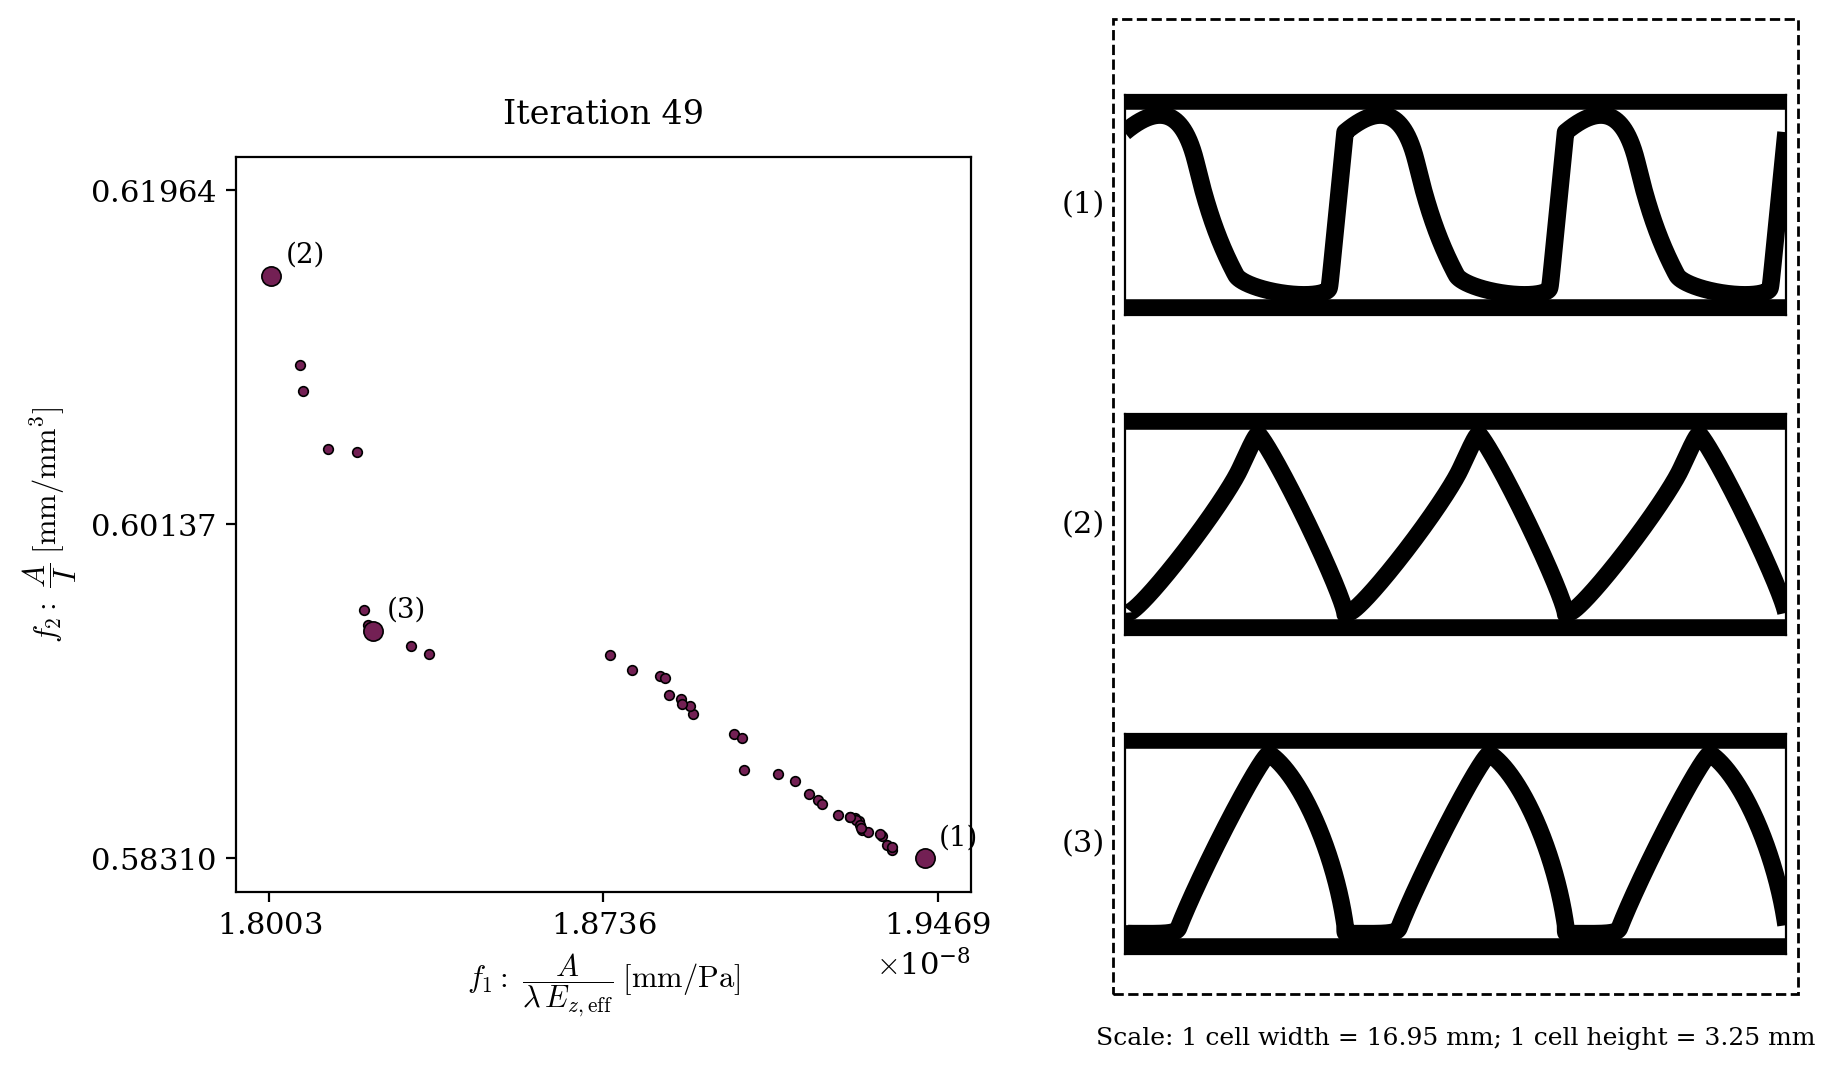 Iteration 49
0.61964
0.60137
0.58310
f₂: A/I [mm/mm³]
(2)
(3)
(1)
1.8003 1.8736 1.9469
×10⁻⁸
f₁: A/(λ E_z,eff) [mm/Pa]
(1)
(2)
(3)
Scale: 1 cell width = 16.95 mm; 1 cell height = 3.25 mm